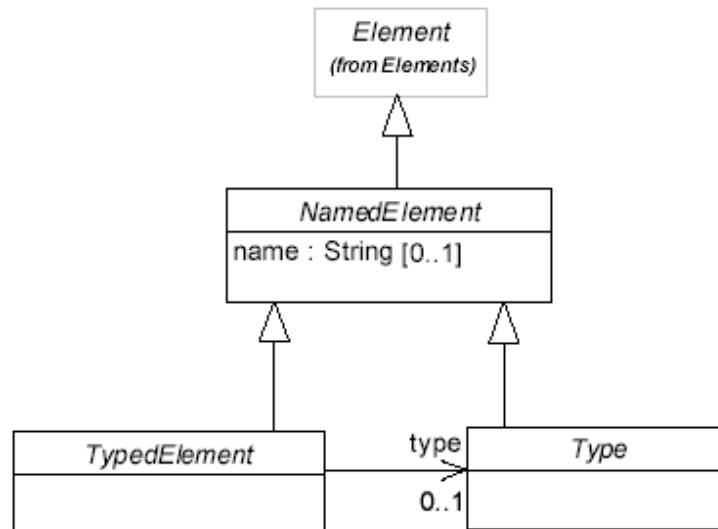 Element
(from Elements)
NamedElement
name : String [0..1]
TypedElement
type
0..1
Type